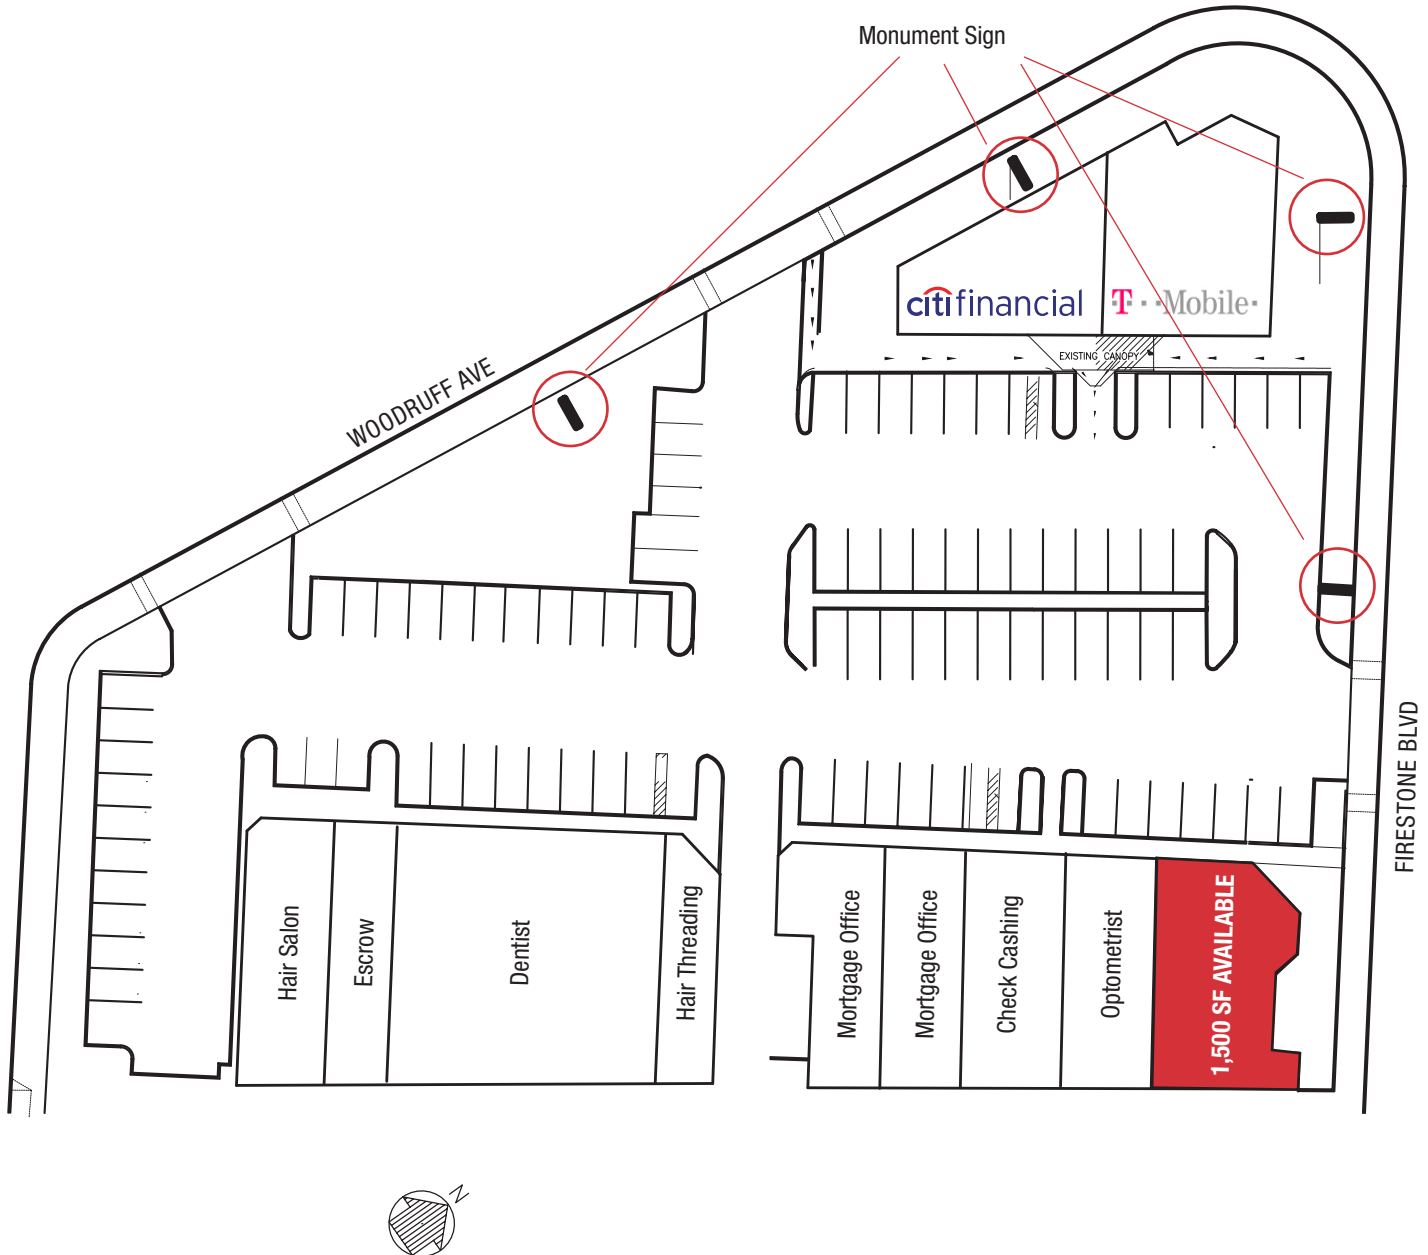 Monument Sign
citifinancial
T··Mobile·
EXISTING CANOPY
WOODRUFF AVE
FIRESTONE BLVD
Hair Salon
Escrow
Dentist
Hair Threading
Mortgage Office
Mortgage Office
Check Cashing
Optometrist
1,500 SF AVAILABLE
N